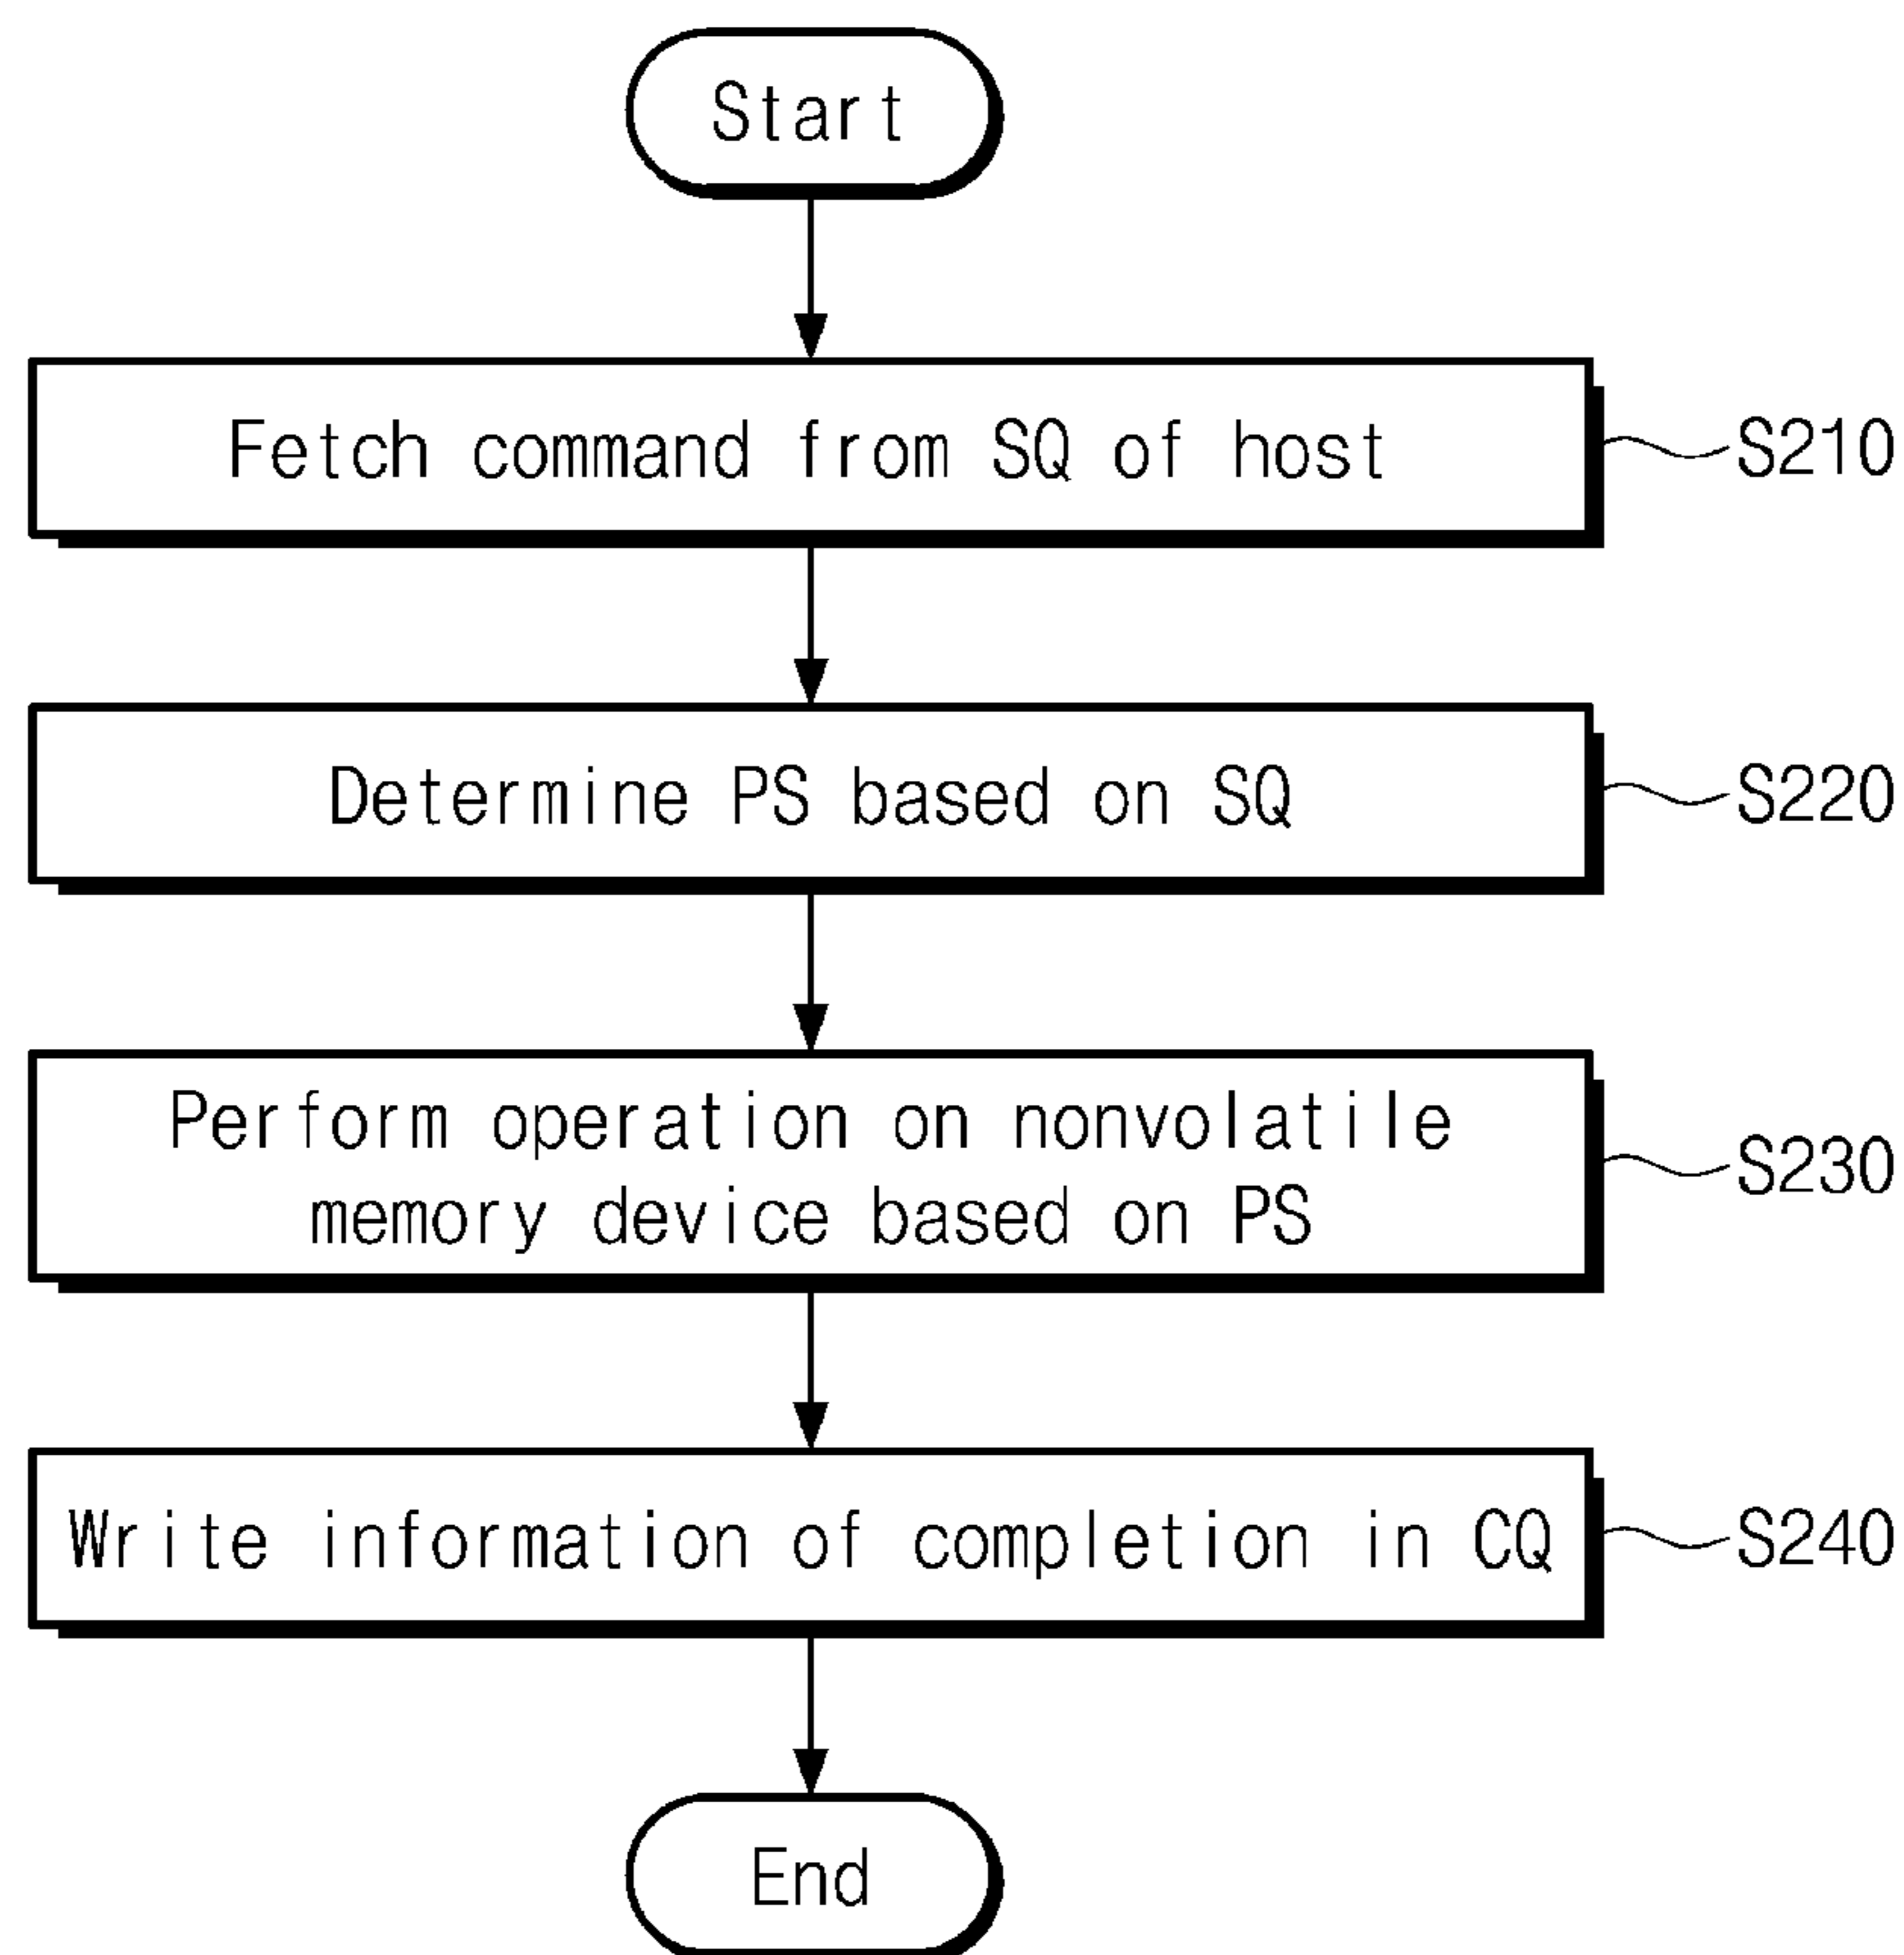 Start
Fetch command from SQ of host
S210
Determine PS based on SQ
S220
Perform operation on nonvolatile
memory device based on PS
S230
Write information of completion in CQ
S240
End